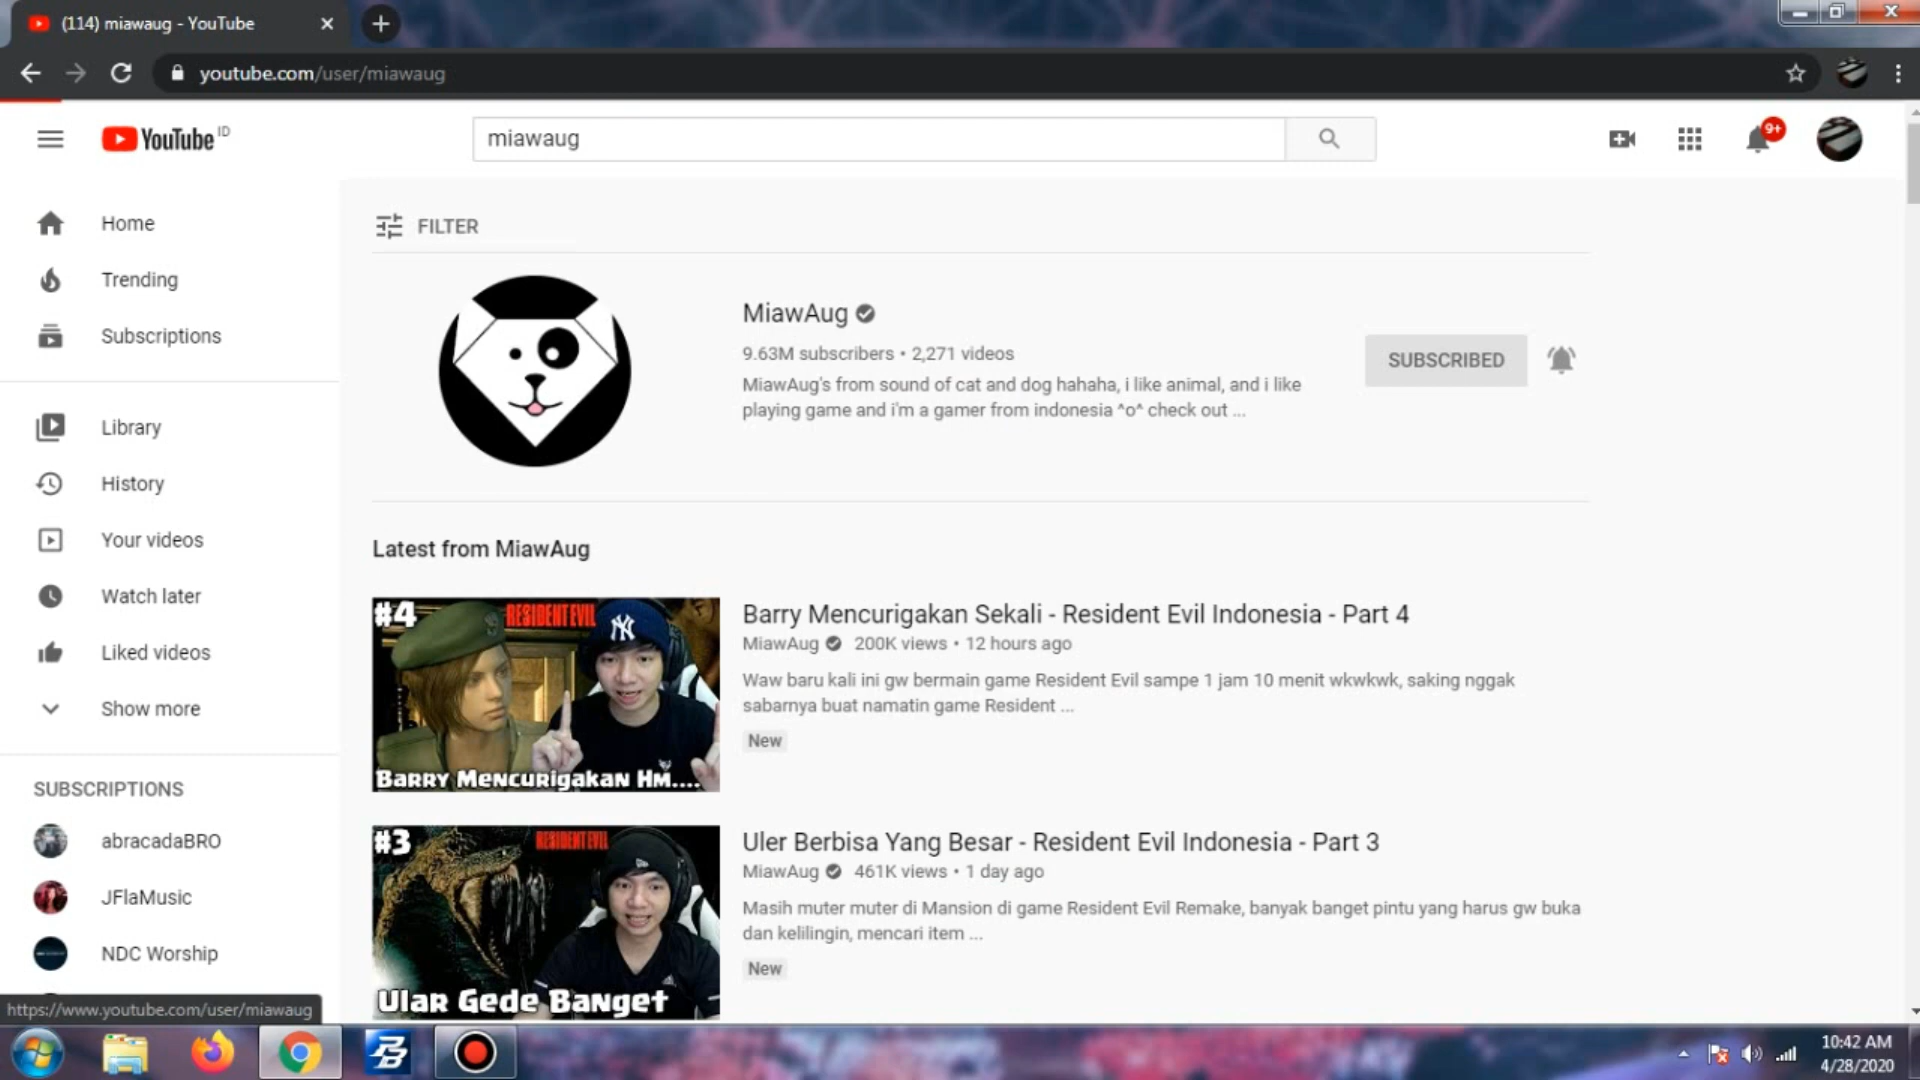 (114) miawaug - YouTube
youtube.com/user/miawaug
YouTube ID
miawaug
9+
Home
Trending
Subscriptions
Library
History
Your videos
Watch later
Liked videos
Show more
SUBSCRIPTIONS
abracadaBRO
JFlaMusic
NDC Worship
https://www.youtube.com/user/miawaug
FILTER
MiawAug
9.63M subscribers • 2,271 videos
MiawAug's from sound of cat and dog hahaha, i like animal, and i like
playing game and i'm a gamer from indonesia ^o^ check out ...
SUBSCRIBED
Latest from MiawAug
#4
RESIDENT EVIL
NY
Barry Mencurigakan Hm....
Barry Mencurigakan Sekali - Resident Evil Indonesia - Part 4
MiawAug 200K views • 12 hours ago
Waw baru kali ini gw bermain game Resident Evil sampe 1 jam 10 menit wkwkwk, saking nggak
sabarnya buat namatin game Resident ...
New
#3
RESIDENT EVIL
Ular Gede Banget
Uler Berbisa Yang Besar - Resident Evil Indonesia - Part 3
MiawAug 461K views • 1 day ago
Masih muter muter di Mansion di game Resident Evil Remake, banyak banget pintu yang harus gw buka
dan kelilingin, mencari item ...
New
10:42 AM
4/28/2020